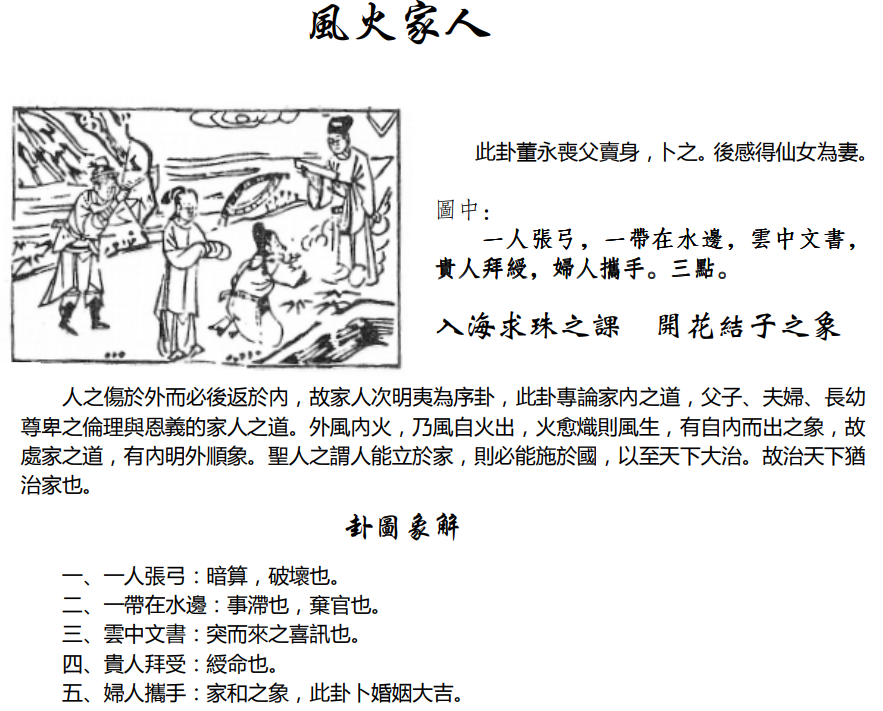 風火家人
此卦董永喪父賣身，卜之。後感得仙女為妻。
圖中：
一人張弓，一帶在水邊，雲中文書，
貴人拜綬，婦人攜手。三點。
入海求珠之課　開花結子之象
人之傷於外而必後返於內，故家人次明夷為序卦，此卦專論家內之道，父子、夫婦、長幼
尊卑之倫理與恩義的家人之道。外風內火，乃風自火出，火愈熾則風生，有自內而出之象，故
處家之道，有內明外順象。聖人之謂人能立於家，則必能施於國，以至天下大治。故治天下猶
治家也。
卦圖象解
一、一人張弓：暗算，破壞也。
二、一帶在水邊：事滯也，棄官也。
三、雲中文書：突而來之喜訊也。
四、貴人拜受：綬命也。
五、婦人攜手：家和之象，此卦卜婚姻大吉。